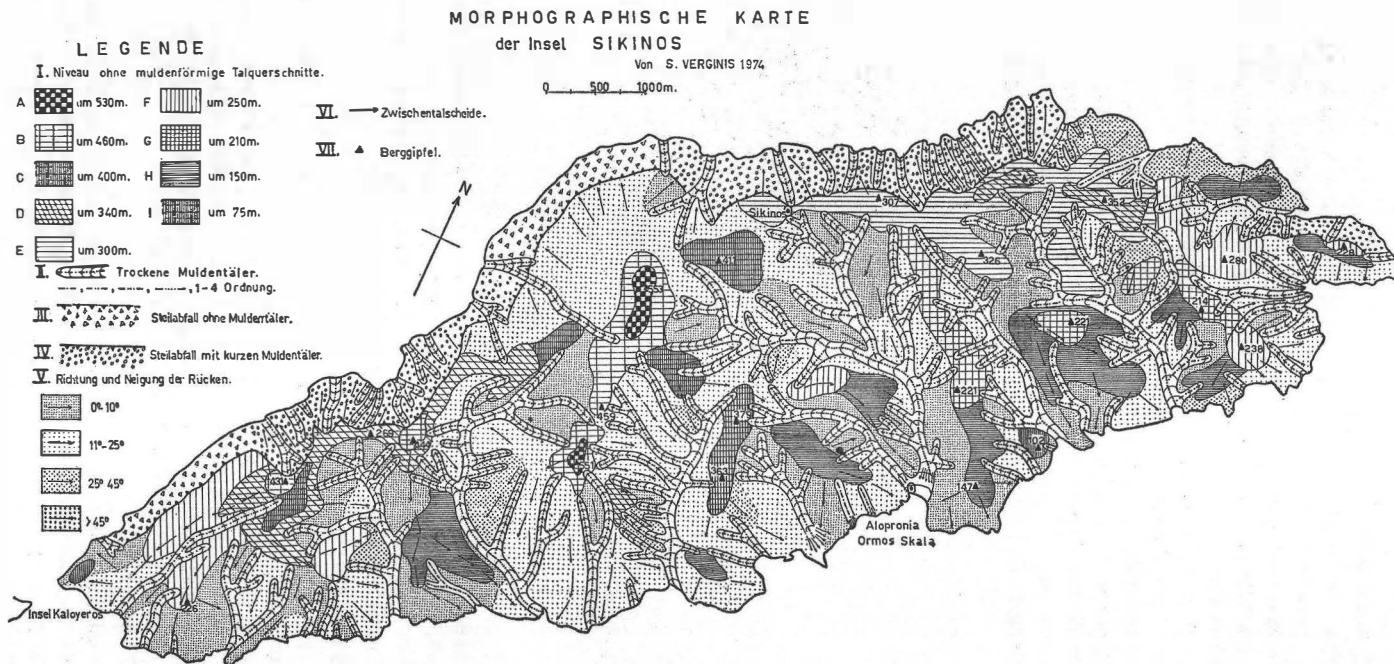 MORPHOGRAPHISCHE KARTE
der Insel SIKINOS
Von S. VERGINIS 1974
0 500 1000m.
LEGENDE
I. Niveau ohne muldenförmige Talquerschnitte.
A um 530m. F um 250m.
B um 460m. G um 210m.
C um 400m. H um 150m.
D um 340m. I um 75m.
E um 300m.
II. Trockene Muldentäler.
1-4 Ordnung.
III. Steilabfall ohne Muldentäler.
IV. Steilabfall mit kurzen Muldentäler.
V. Richtung und Neigung der Rücken.
0°-10°
11°-25°
25° 45°
>45°
VI. Zwischentalscheide.
VII. Berggipfel.
N
Sikinos
307
352
326
280
214
238
221
431
147
Alopronia
Ormos Skala
Insel Kaloyeros